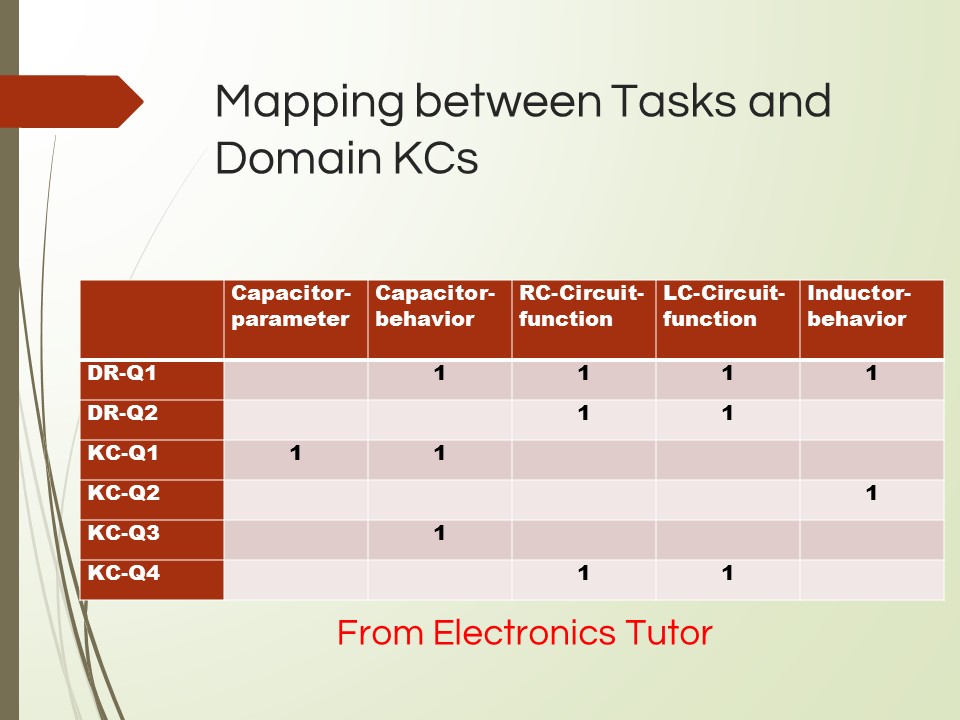 Mapping between Tasks and
Domain KCs
Capacitor- Capacitor- RC-Circuit- LC-Circuit- Inductor-
parameter behavior function function behavior
DR-Q1 1 1 1 1
DR-Q2 1 1
KC-Q1 1 1
KC-Q2 1
KC-Q3 1
KC-Q4 1 1
From Electronics Tutor